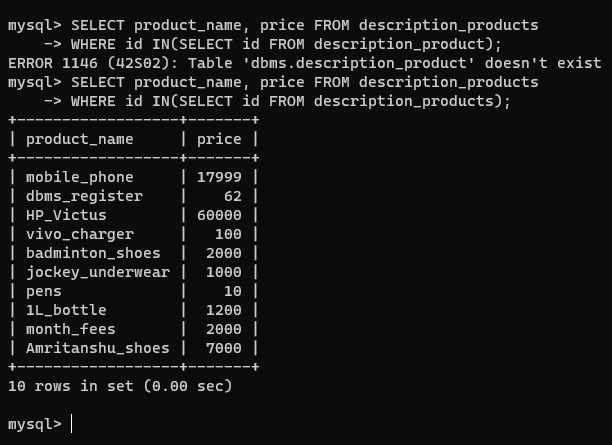 mysql> SELECT product_name, price FROM description_products
    -> WHERE id IN(SELECT id FROM description_product);
ERROR 1146 (42S02): Table 'dbms.description_product' doesn't exist
mysql> SELECT product_name, price FROM description_products
    -> WHERE id IN(SELECT id FROM description_products);
+------------------+-------+
| product_name     | price |
+------------------+-------+
| mobile_phone     | 17999 |
| dbms_register    |    62 |
| HP_Victus        | 60000 |
| vivo_charger     |   100 |
| badminton_shoes  |  2000 |
| jockey_underwear |  1000 |
| pens             |    10 |
| 1L_bottle        |  1200 |
| month_fees       |  2000 |
| Amritanshu_shoes |  7000 |
+------------------+-------+
10 rows in set (0.00 sec)
mysql>